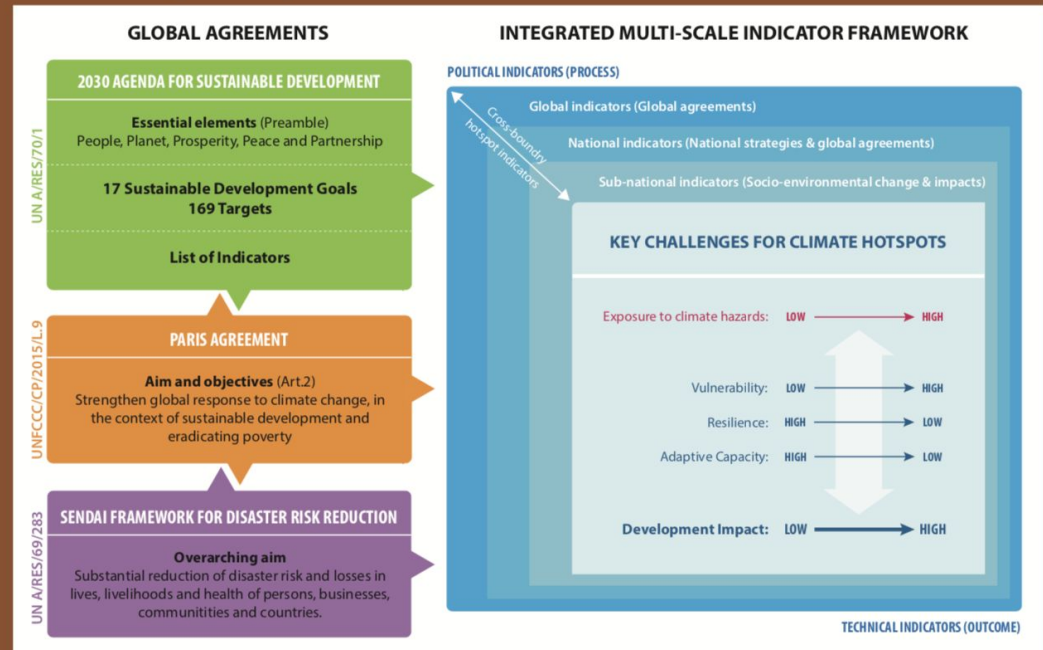 GLOBAL AGREEMENTS
2030 AGENDA FOR SUSTAINABLE DEVELOPMENT
Essential elements (Preamble)
People, Planet, Prosperity, Peace and Partnership
17 Sustainable Development Goals
169 Targets
List of Indicators
UN A/RES/70/1
PARIS AGREEMENT
Aim and objectives (Art.2)
Strengthen global response to climate change, in
the context of sustainable development and
eradicating poverty
UNFCCC/CP/2015/L.9
SENDAI FRAMEWORK FOR DISASTER RISK REDUCTION
Overarching aim
Substantial reduction of disaster risk and losses in
lives, livelihoods and health of persons, businesses,
communitities and countries.
UN A/RES/69/283
INTEGRATED MULTI-SCALE INDICATOR FRAMEWORK
POLITICAL INDICATORS (PROCESS)
Global indicators (Global agreements)
Cross-boundry
hotspot indicators
National indicators (National strategies & global agreements)
Sub-national indicators (Socio-environmental change & impacts)
KEY CHALLENGES FOR CLIMATE HOTSPOTS
Exposure to climate hazards: LOW HIGH
Vulnerability: LOW HIGH
Resilience: HIGH LOW
Adaptive Capacity: HIGH LOW
Development Impact: LOW HIGH
TECHNICAL INDICATORS (OUTCOME)